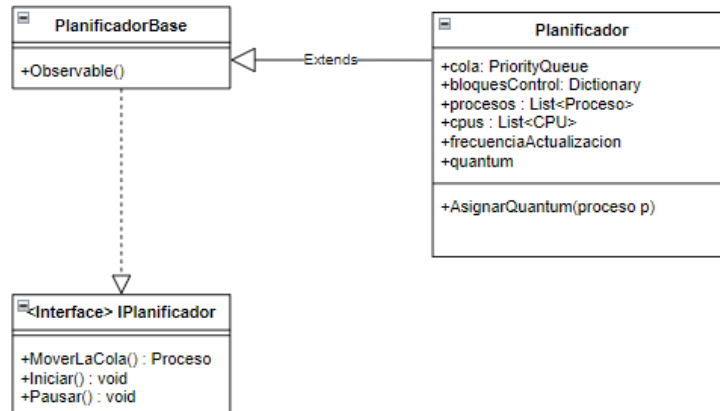 PlanificadorBase
+Observable()
Extends
Planificador
+cola: PriorityQueue
+bloquesControl: Dictionary
+procesos : List<Proceso>
+cpus : List<CPU>
+frecuenciaActualizacion
+quantum
+AsignarQuantum(proceso p)
<Interface> IPlanificador
+MoverLaCola() : Proceso
+Iniciar() : void
+Pausar() : void